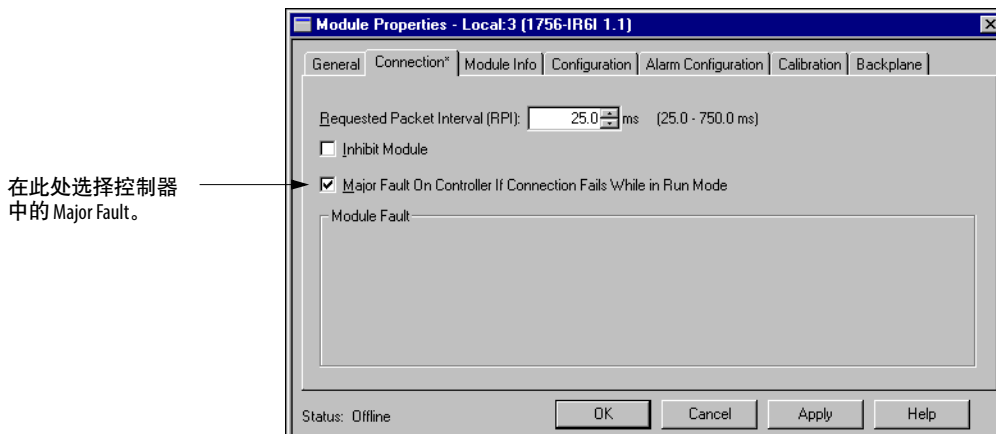 Module Properties - Local:3 (1756-IR6I 1.1)
General Connection* Module Info Configuration Alarm Configuration Calibration Backplane
Requested Packet Interval (RPI): 25.0 ms (25.0 - 750.0 ms)
Inhibit Module
在此处选择控制器
中的 Major Fault。
Major Fault On Controller If Connection Fails While in Run Mode
Module Fault
Status: Offline
OK Cancel Apply Help